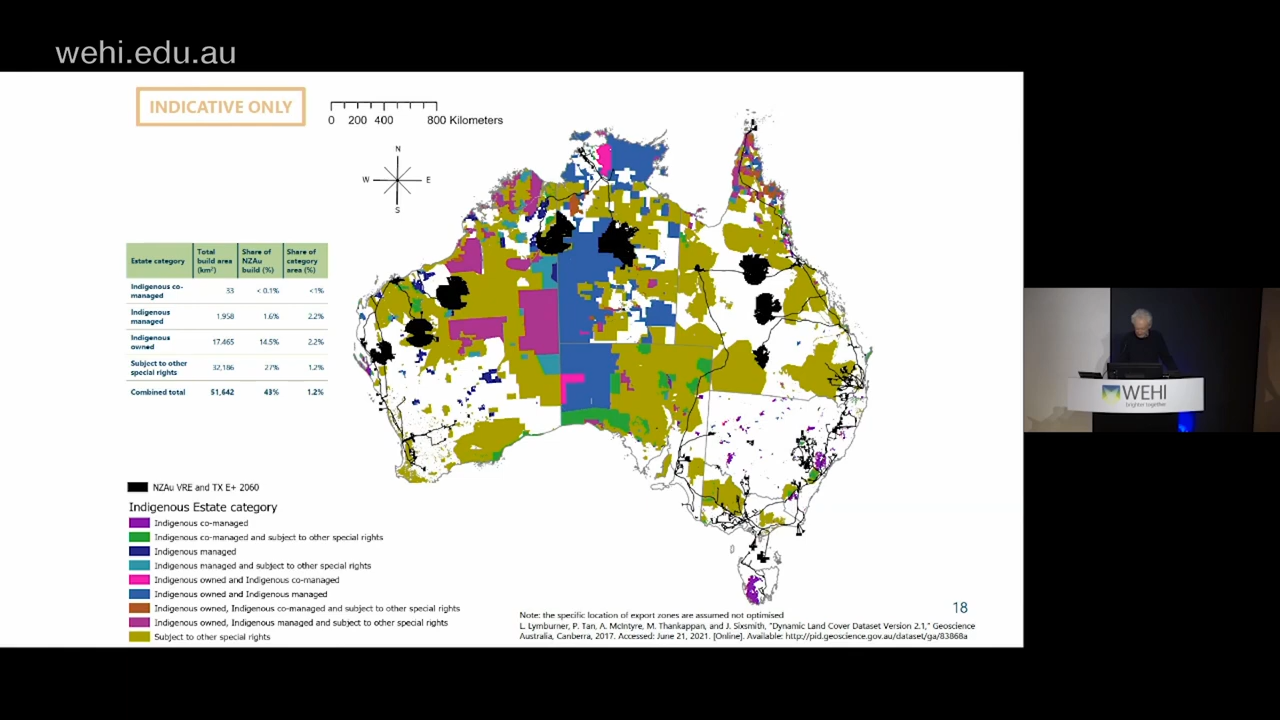 wehi.edu.au
INDICATIVE ONLY
0 200 400 800 Kilometers
N
W E
S
Estate category
Total build area (km²)
Share of NZAu build (%)
Share of category area (%)
Indigenous co-managed 33 < 0.1% <1%
Indigenous managed 1,958 1.6% 2.2%
Indigenous owned 17,465 14.5% 2.2%
Subject to other special rights 32,186 27% 1.2%
Combined total 51,642 43% 1.2%
NZAu VRE and TX E+ 2060
Indigenous Estate category
Indigenous co-managed
Indigenous co-managed and subject to other special rights
Indigenous managed
Indigenous managed and subject to other special rights
Indigenous owned and Indigenous co-managed
Indigenous owned and Indigenous managed
Indigenous owned, Indigenous co-managed and subject to other special rights
Indigenous owned, Indigenous managed and subject to other special rights
Subject to other special rights
18
Note: the specific location of export zones are assumed not optimised
L. Lymburner, P. Tan, A. McIntyre, M. Thankappan, and J. Sixsmith, "Dynamic Land Cover Dataset Version 2.1," Geoscience
Australia, Canberra, 2017. Accessed: June 21, 2021. [Online]. Available: http://pid.geoscience.gov.au/dataset/ga/83868a
WEHI
brighter together